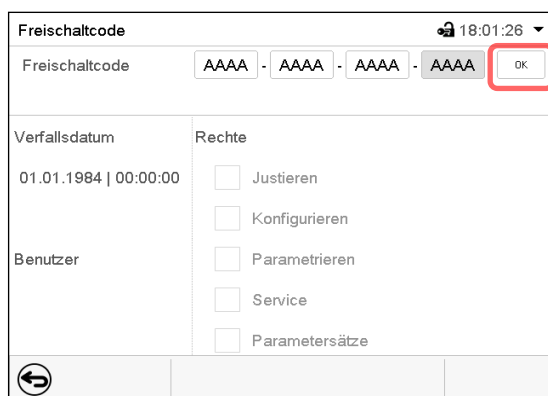 Freischaltcode 18:01:26
Freischaltcode AAAA - AAAA - AAAA - AAAA OK
Verfallsdatum Rechte
01.01.1984 | 00:00:00 Justieren
Konfigurieren
Benutzer Parametrieren
Service
Parametersätze